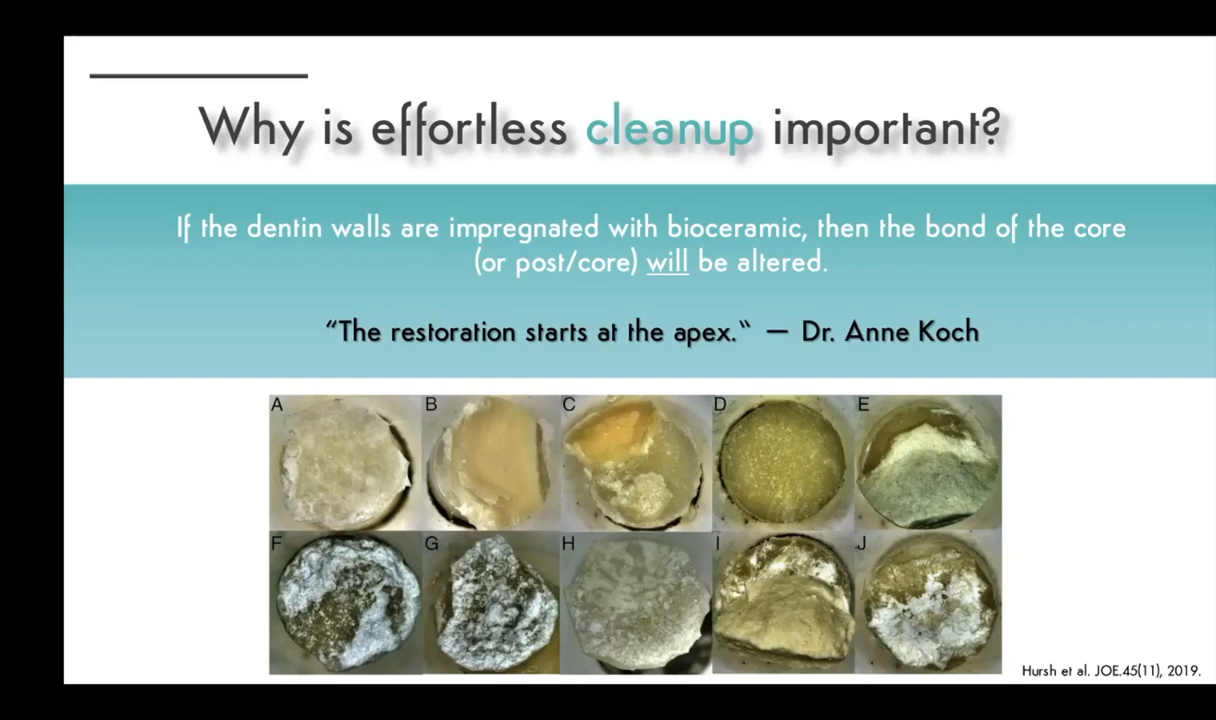 Why is effortless cleanup important?
If the dentin walls are impregnated with bioceramic, then the bond of the core
(or post/core) will be altered.
“The restoration starts at the apex.“ — Dr. Anne Koch
A B C D E
F G H I J
Hursh et al. JOE.45(11), 2019.